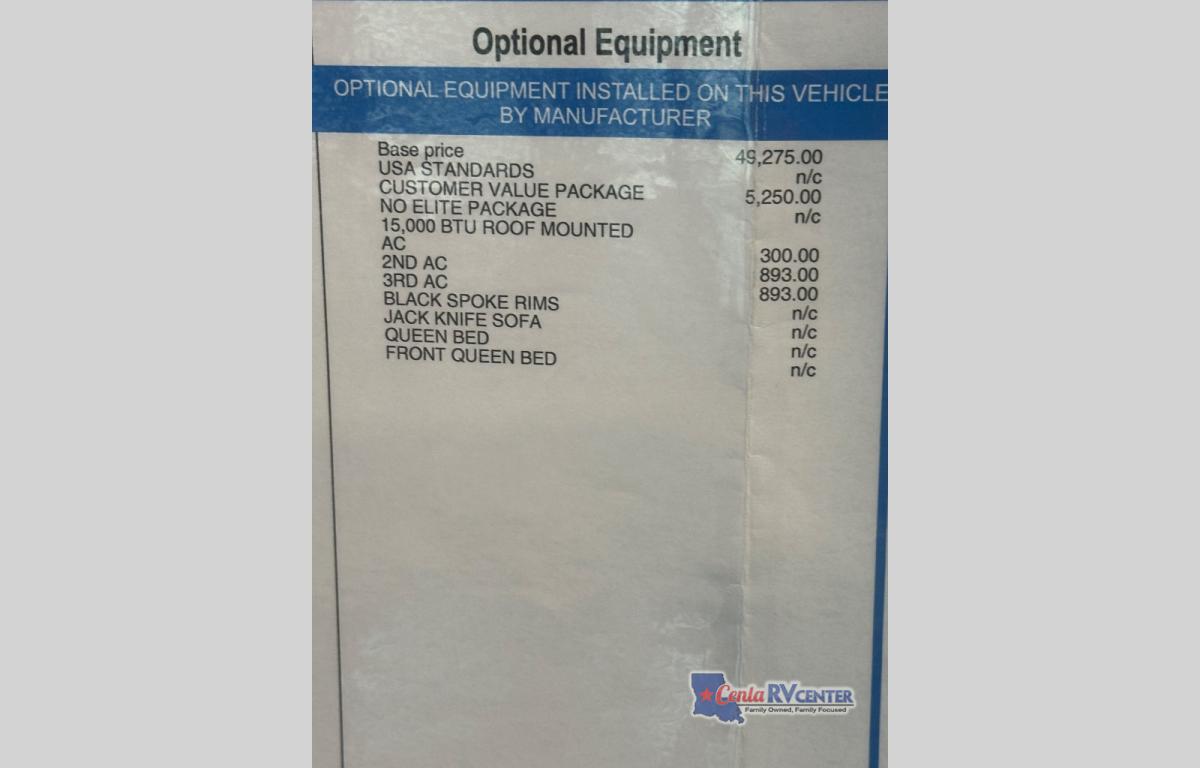 Optional Equipment
OPTIONAL EQUIPMENT INSTALLED ON THIS VEHICLE
BY MANUFACTURER
Base price 49,275.00
USA STANDARDS n/c
CUSTOMER VALUE PACKAGE 5,250.00
NO ELITE PACKAGE n/c
15,000 BTU ROOF MOUNTED
AC 300.00
2ND AC 893.00
3RD AC 893.00
BLACK SPOKE RIMS n/c
JACK KNIFE SOFA n/c
QUEEN BED n/c
FRONT QUEEN BED n/c
Cenla RV CENTER
Family Owned, Family Focused